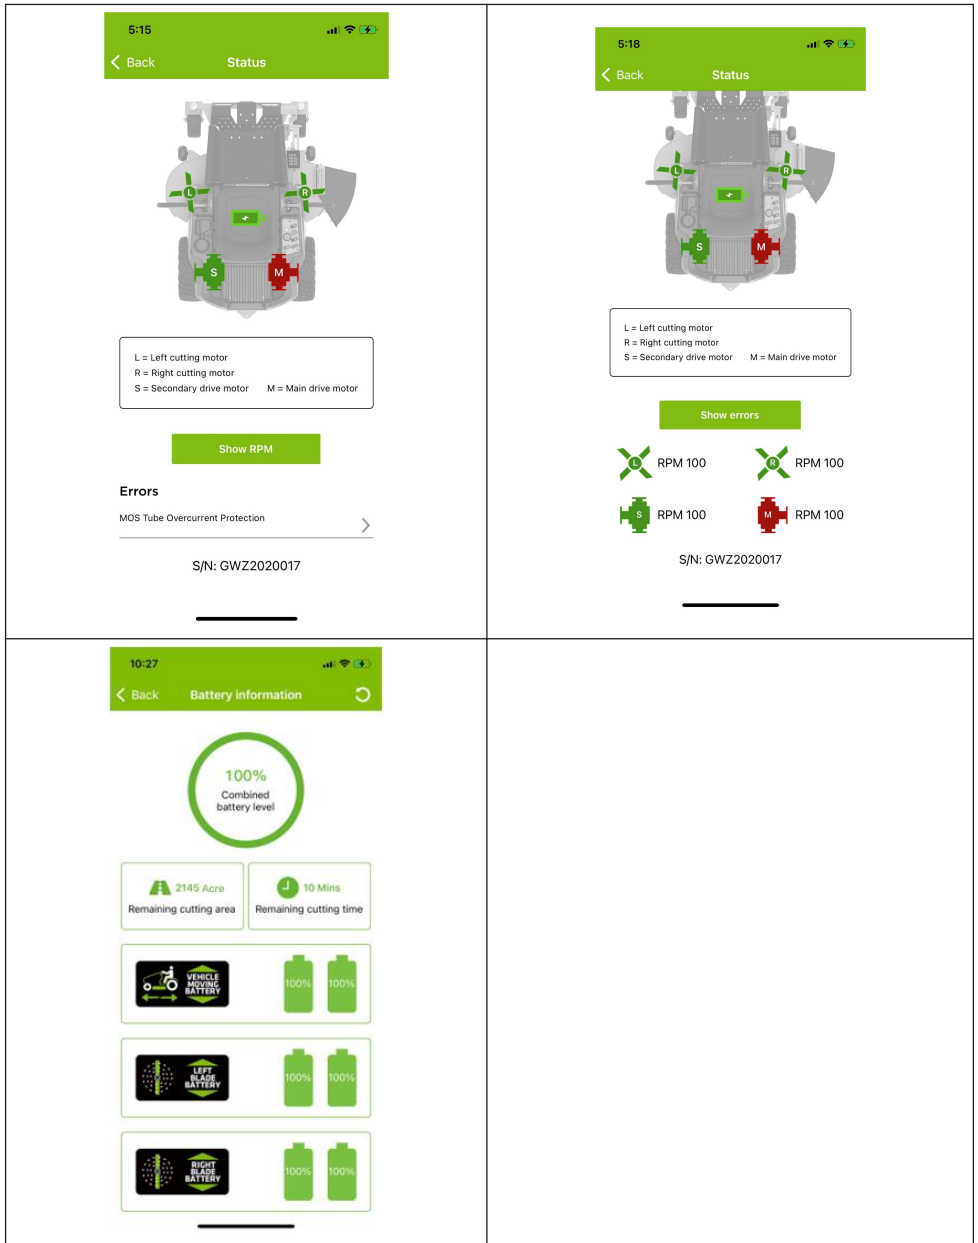 5:15
Back Status
L R
S M
L = Left cutting motor
R = Right cutting motor
S = Secondary drive motor M = Main drive motor
Show RPM
Errors
MOS Tube Overcurrent Protection
S/N: GWZ2020017
5:18
Back Status
L R
S M
L = Left cutting motor
R = Right cutting motor
S = Secondary drive motor M = Main drive motor
Show errors
L RPM 100 R RPM 100
S RPM 100 M RPM 100
S/N: GWZ2020017
10:27
Back Battery information
100%
Combined
battery level
2145 Acre 10 Mins
Remaining cutting area Remaining cutting time
VEHICLE
MOVING
BATTERY
100% 100%
LEFT
BLADE
BATTERY
100% 100%
RIGHT
BLADE
BATTERY
100% 100%